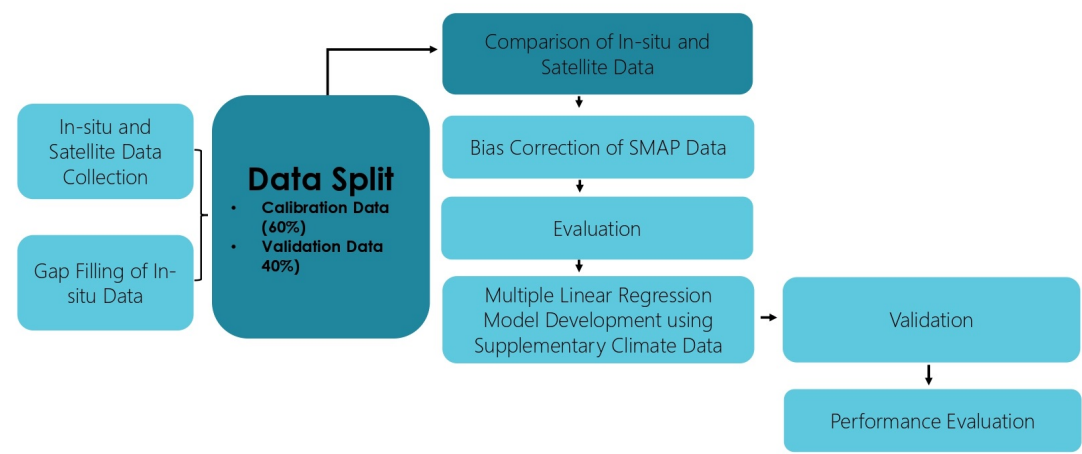 In-situ and
Satellite Data
Collection
Gap Filling of In-
situ Data
Data Split
• Calibration Data
(60%)
• Validation Data
40%)
Comparison of In-situ and
Satellite Data
Bias Correction of SMAP Data
Evaluation
Multiple Linear Regression
Model Development using
Supplementary Climate Data
Validation
Performance Evaluation